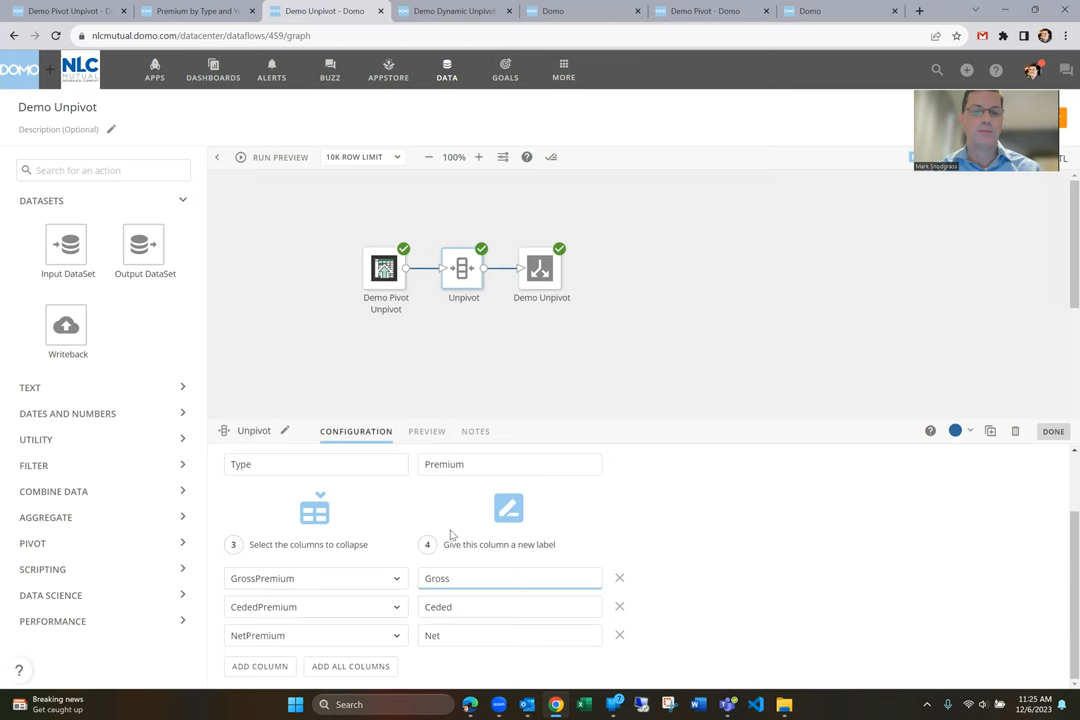 Demo Pivot Unpivot - D
Premium by Type and Y
Demo Unpivot - Domo
Demo Dynamic Unpivot
Domo
Demo Pivot - Domo
Domo
nlcmutual.domo.com/datacenter/dataflows/459/graph
DOMO
NLC
MUTUAL
APPS
DASHBOARDS
ALERTS
BUZZ
APPSTORE
DATA
GOALS
MORE
Demo Unpivot
Description (Optional)
Mark Snodgrass
RUN PREVIEW
10K ROW LIMIT
100%
TL
Search for an action
DATASETS
Input DataSet
Output DataSet
Writeback
TEXT
DATES AND NUMBERS
UTILITY
FILTER
COMBINE DATA
AGGREGATE
PIVOT
SCRIPTING
DATA SCIENCE
PERFORMANCE
Demo Pivot
Unpivot
Unpivot
Demo Unpivot
Unpivot
CONFIGURATION
PREVIEW
NOTES
DONE
Type
Premium
3 Select the columns to collapse
4 Give this column a new label
GrossPremium
Gross
CededPremium
Ceded
NetPremium
Net
ADD COLUMN
ADD ALL COLUMNS
Breaking news
Get caught up
Search
7
11:25 AM
12/6/2023